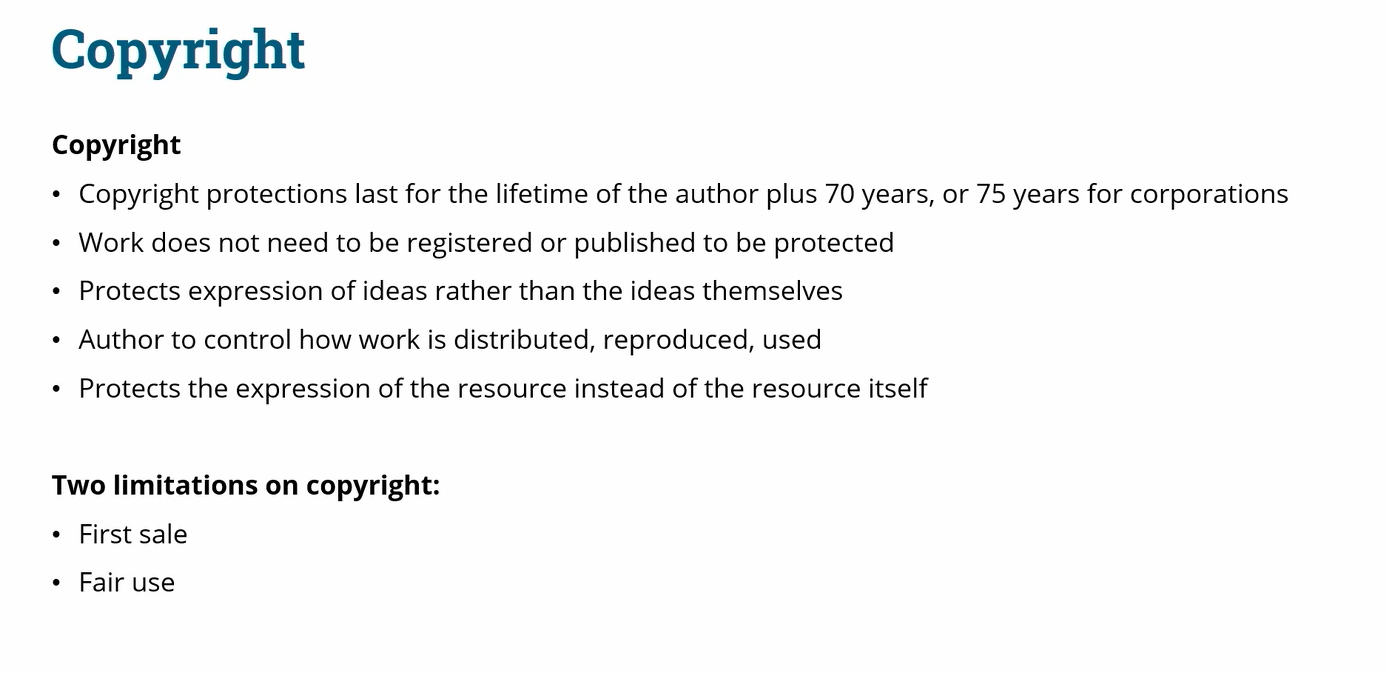 Copyright
Copyright
• Copyright protections last for the lifetime of the author plus 70 years, or 75 years for corporations
• Work does not need to be registered or published to be protected
• Protects expression of ideas rather than the ideas themselves
• Author to control how work is distributed, reproduced, used
• Protects the expression of the resource instead of the resource itself
Two limitations on copyright:
• First sale
• Fair use